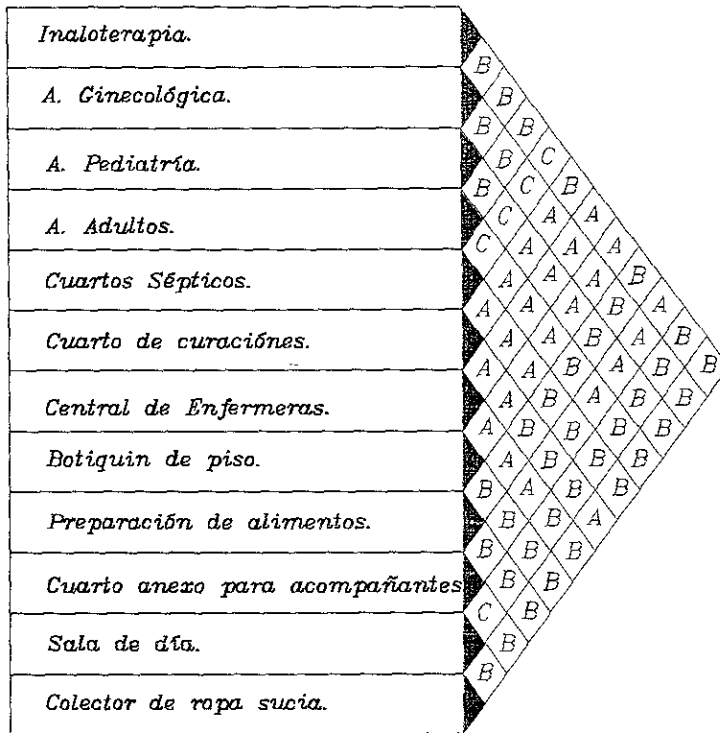 Inaloterapia.
B
A. Ginecológica. B
B B
A. Pediatría. B C
B C B
A. Adultos. C A A
C A A A
Cuartos Sépticos. A A A B
A A A B A
Cuarto de curaciónes. A A B A B
A A B A B B
Central de Enfermeras. A B A B B
A B B B B
Botiquin de piso. A B B B
B A B B
Preparación de alimentos. B B A
B B B
Cuarto anexo para acompañantes B B
C B
Sala de día. B
B
Colector de ropa sucia.